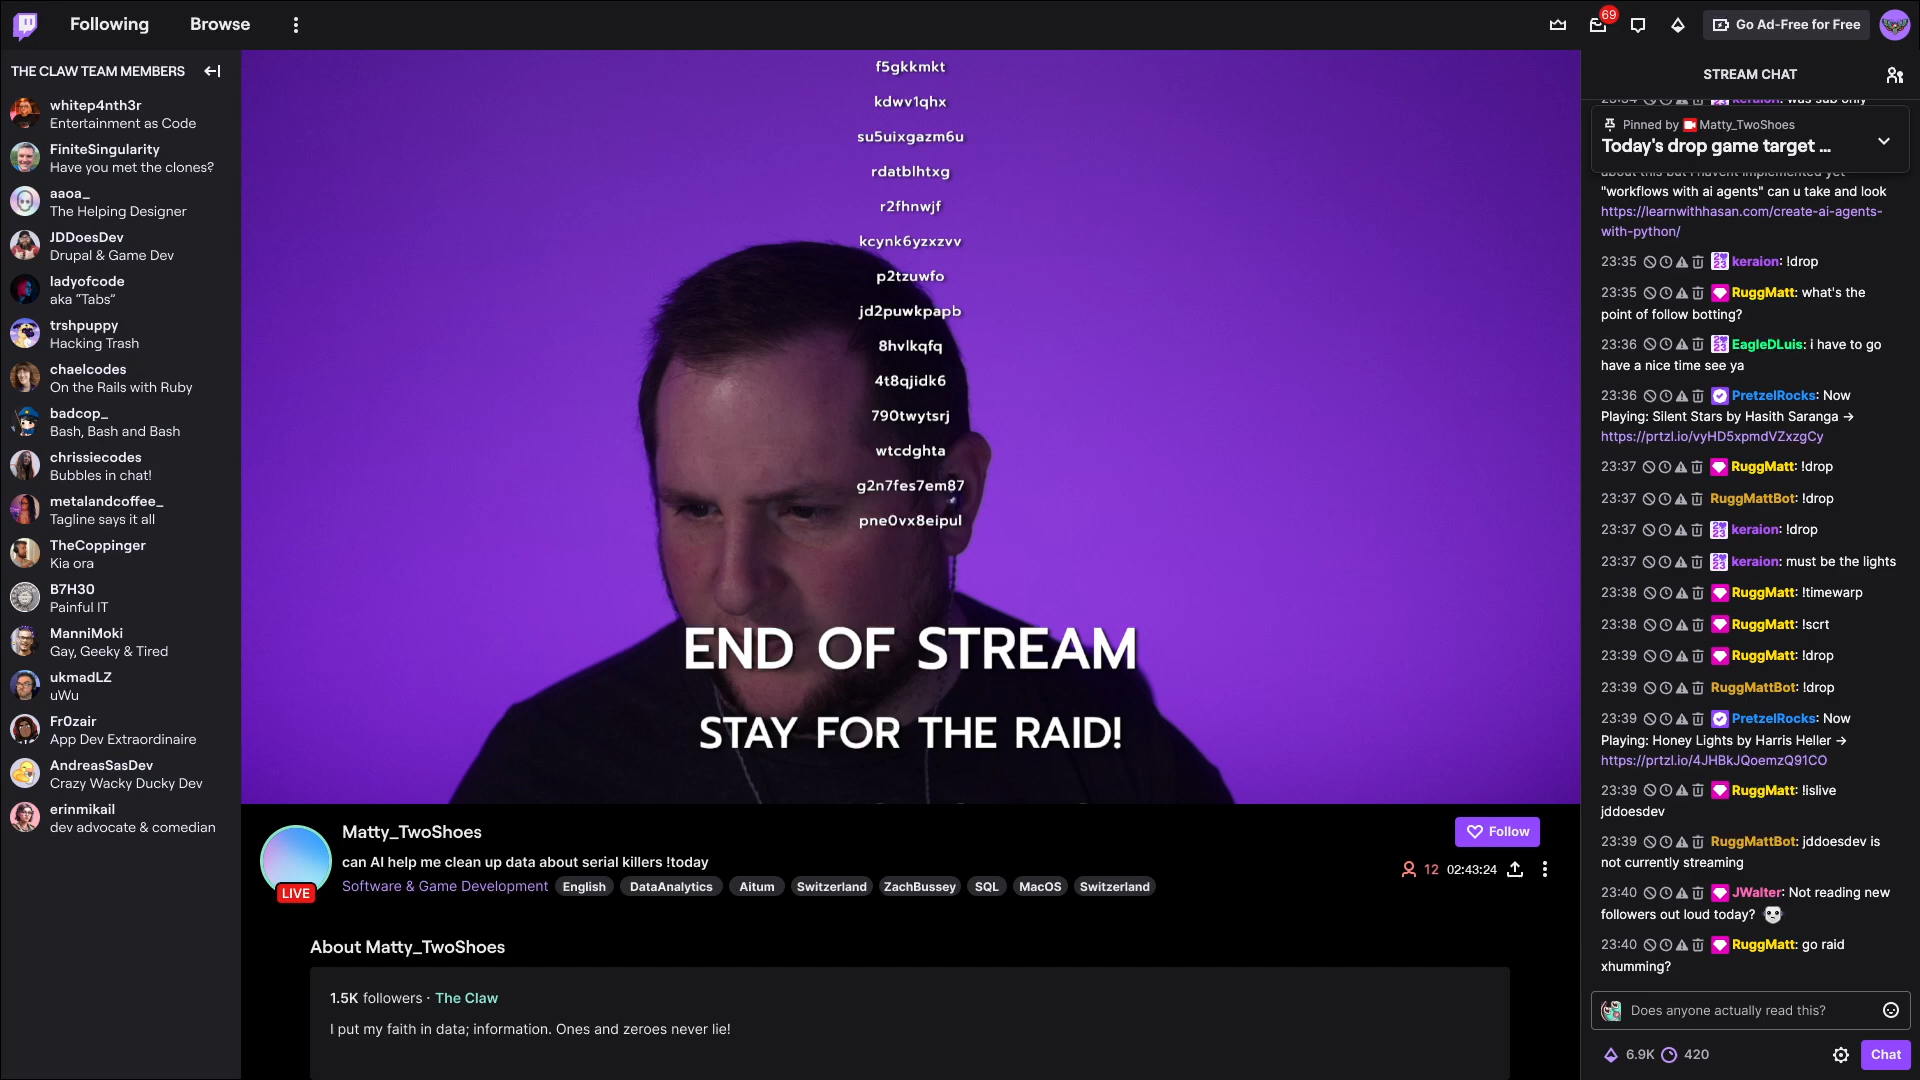 Following
Browse
69
Go Ad-Free for Free
THE CLAW TEAM MEMBERS
whitep4nth3r
Entertainment as Code
FiniteSingularity
Have you met the clones?
aaoa_
The Helping Designer
JDDoesDev
Drupal & Game Dev
ladyofcode
aka “Tabs”
trshpuppy
Hacking Trash
chaelcodes
On the Rails with Ruby
badcop_
Bash, Bash and Bash
chrissiecodes
Bubbles in chat!
metalandcoffee_
Tagline says it all
TheCoppinger
Kia ora
B7H30
Painful IT
ManniMoki
Gay, Geeky & Tired
ukmadLZ
uWu
Fr0zair
App Dev Extraordinaire
AndreasSasDev
Crazy Wacky Ducky Dev
erinmikail
dev advocate & comedian
f5gkkmkt
kdwv1qhx
su5uixgazm6u
rdatblhtxg
r2fhnwjf
kcynk6yzxzvv
p2tzuwfo
jd2puwkpapb
8hvlkqfq
4t8qjidk6
790twytsrj
wtcdghta
g2n7fes7em87
pne0vx8eipul
END OF STREAM
STAY FOR THE RAID!
LIVE
Matty_TwoShoes
can AI help me clean up data about serial killers !today
Software & Game Development English DataAnalytics Aitum Switzerland ZachBussey SQL MacOS Switzerland
Follow
12 02:43:24
About Matty_TwoShoes
1.5K followers · The Claw
I put my faith in data; information. Ones and zeroes never lie!
STREAM CHAT
23:34 keraion: was sub only
Pinned by Matty_TwoShoes
Today's drop game target ...
about this but i havent implemented yet
"workflows with ai agents" can u take and look
https://learnwithhasan.com/create-ai-agents-
with-python/
23:35 keraion: !drop
23:35 RuggMatt: what's the
point of follow botting?
23:36 EagleDLuis: i have to go
have a nice time see ya
23:36 PretzelRocks: Now
Playing: Silent Stars by Hasith Saranga →
https://prtzl.io/vyHD5xpmdVZxzgCy
23:37 RuggMatt: !drop
23:37 RuggMattBot: !drop
23:37 keraion: !drop
23:37 keraion: must be the lights
23:38 RuggMatt: !timewarp
23:38 RuggMatt: !scrt
23:39 RuggMatt: !drop
23:39 RuggMattBot: !drop
23:39 PretzelRocks: Now
Playing: Honey Lights by Harris Heller →
https://prtzl.io/4JHBkJQoemzQ91CO
23:39 RuggMatt: !islive
jddoesdev
23:39 RuggMattBot: jddoesdev is
not currently streaming
23:40 JWalter: Not reading new
followers out loud today?
23:40 RuggMatt: go raid
xhumming?
Does anyone actually read this?
6.9K 420
Chat